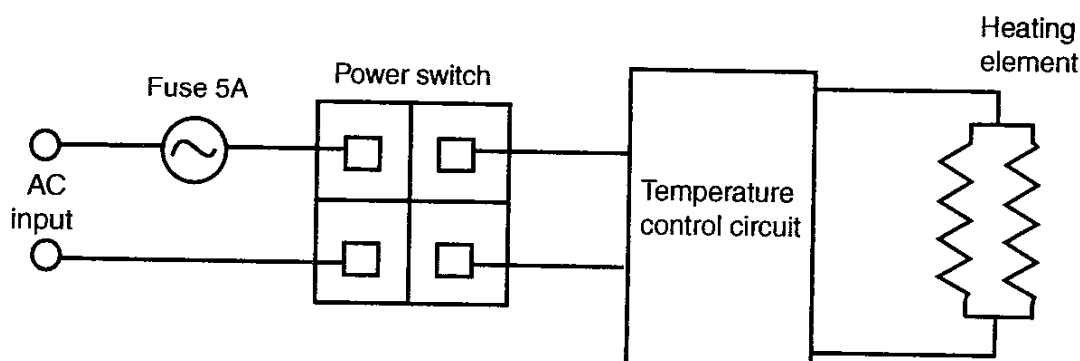 Heating
element
Power switch
Fuse 5A
AC
input
Temperature
control circuit